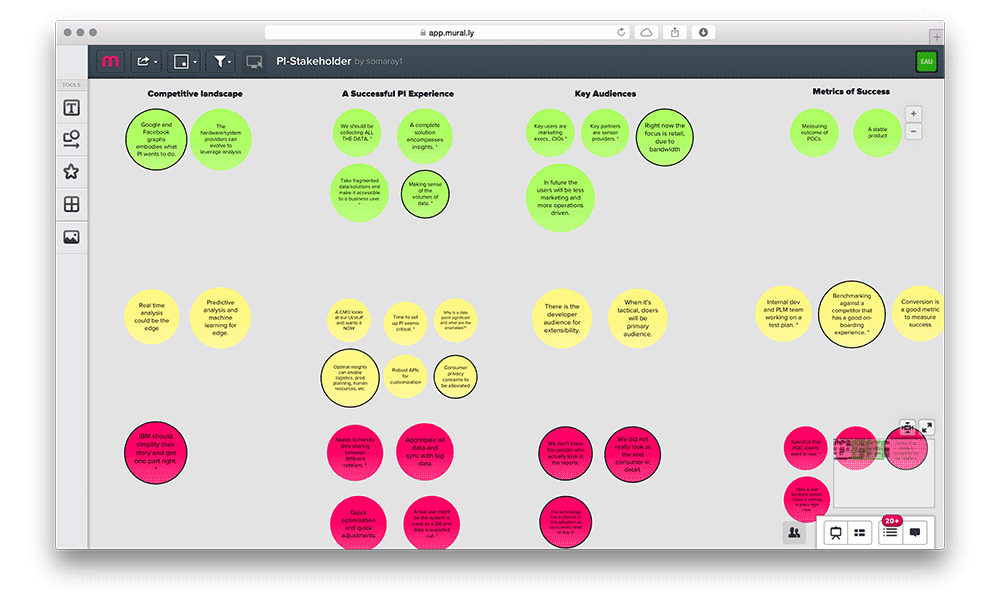 app.mural.ly
m
PI-Stakeholder by somaray1
EAU
TOOLS
T
Competitive landscape
A Successful PI Experience
Key Audiences
Metrics of Success
Google and
Facebook
graphs
embodies what
PI wants to do.
The
hardware/system
providers can
evolve to
leverage analysis
We should be
collecting ALL
THE DATA. *
A complete
solution
encompasses
insights. *
Key users are
marketing
execs., CIOs *
Key partners
are sensor
providers. *
Right now the
focus is retail,
due to
bandwidth
Measuring
outcome of
POCs.
A stable
product
Take fragmented
data/solutions and
make it accessible
to a business user.
*
Making sense
of the
volumes of
data. *
In future the
users will be less
marketing and
more operations
driven.
Real time
analysis
could be the
edge
Predictive
analysis and
machine
learning for
edge.
A CMO looks
at our UI/stuff
and wants it
NOW
Time to set
up PI seems
critical. *
Why is a data
point significant
and what are the
anomalies?*
There is the
developer
audience for
extensibility.
When it's
tactical, doers
will be
primary
audience.
Internal dev
and PLM team
working on a
test plan. *
Benchmarking
against a
competitor that
has a good on-
boarding
experience. *
Conversion is
a good metric
to measure
success
Optimal insights
can enable
logistics, prod
planning, human
resources, etc.
Robust APIs
for
customization
Consumer
privacy
concerns to
be alleviated.
IBM should
simplify their
story and get
one part right.
*
Needs to handle
data sharing
between
different
retailers. *
Aggregate all
data and
sync with big
data
We don't know
the people who
actually look at
the reports.
We did not
really look at
the end
consumer in
detail.
Quick
optimization
and quick
adjustments
20+